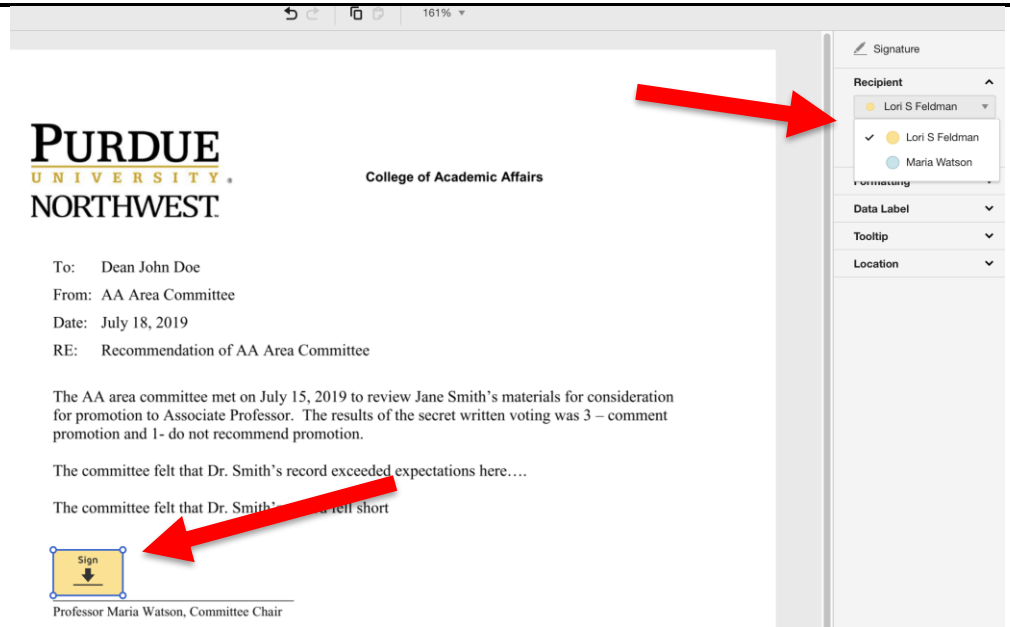 161%
Signature
Recipient
Lori S Feldman
Lori S Feldman
Maria Watson
Formatting
Data Label
Tooltip
Location
PURDUE
UNIVERSITY®
NORTHWEST
College of Academic Affairs
To: Dean John Doe
From: AA Area Committee
Date: July 18, 2019
RE: Recommendation of AA Area Committee
The AA area committee met on July 15, 2019 to review Jane Smith’s materials for consideration
for promotion to Associate Professor. The results of the secret written voting was 3 – comment
promotion and 1- do not recommend promotion.
The committee felt that Dr. Smith’s record exceeded expectations here….
The committee felt that Dr. Smith’s fell short
Sign
Professor Maria Watson, Committee Chair